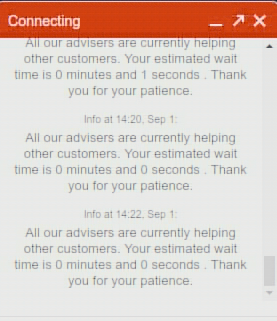 Connecting
All our advisers are currently helping
other customers. Your estimated wait
time is 0 minutes and 1 seconds . Thank
you for your patience.
Info at 14:20, Sep 1:
All our advisers are currently helping
other customers. Your estimated wait
time is 0 minutes and 0 seconds . Thank
you for your patience.
Info at 14:22, Sep 1:
All our advisers are currently helping
other customers. Your estimated wait
time is 0 minutes and 0 seconds . Thank
you for your patience.